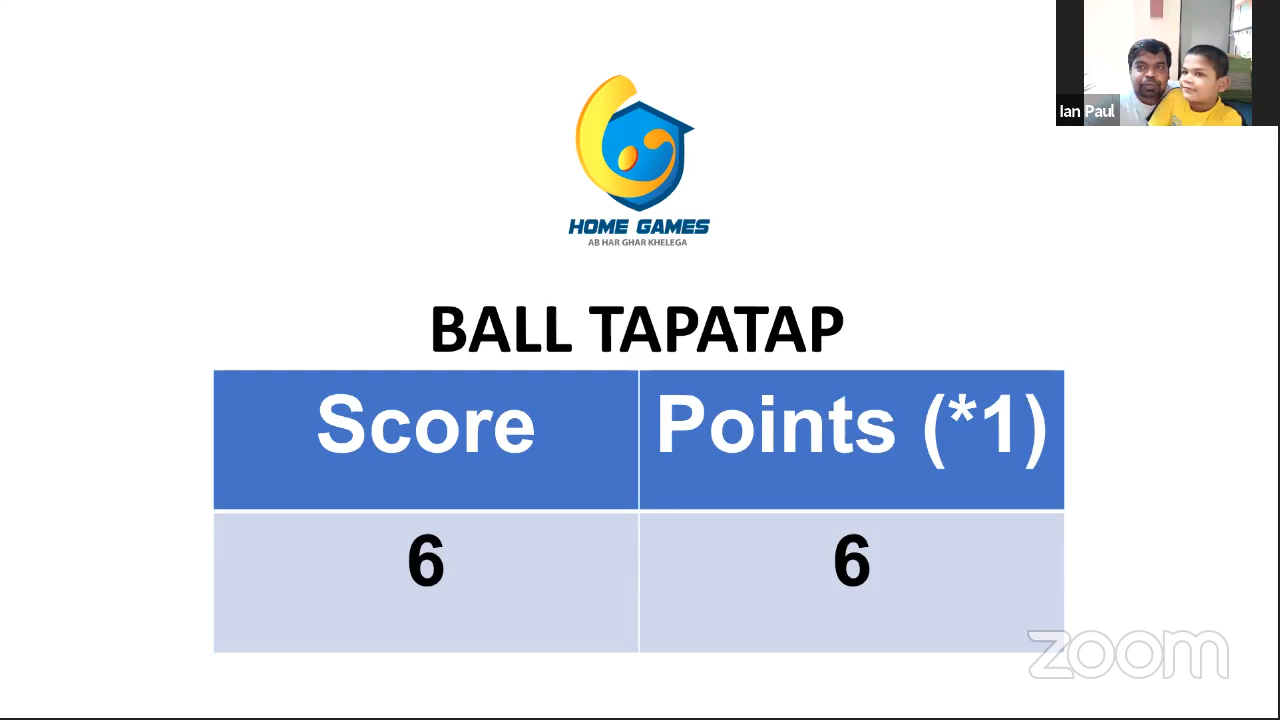 Ian Paul
HOME GAMES
AB HAR GHAR KHELEGA
BALL TAPATAP
Score
Points (*1)
6
6
zoom